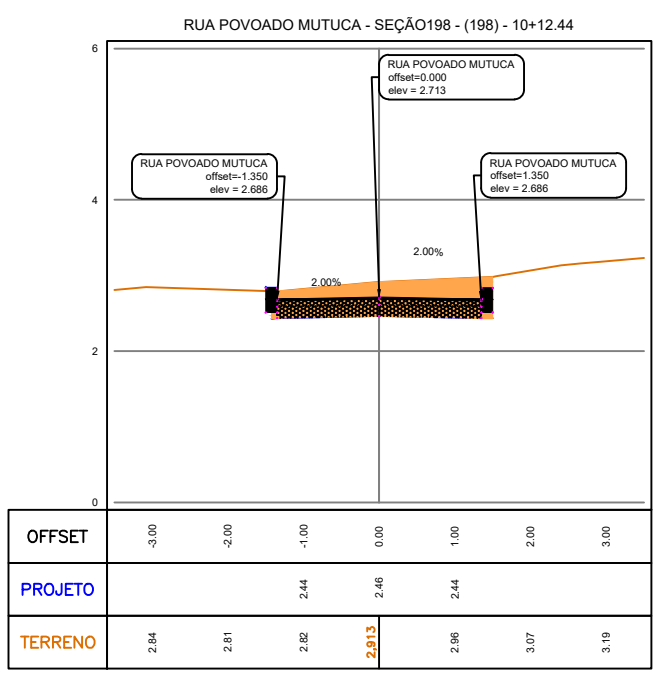 RUA POVOADO MUTUCA - SEÇÃO198 - (198) - 10+12.44
6
RUA POVOADO MUTUCA
offset=0.000
elev = 2.713
RUA POVOADO MUTUCA
offset=-1.350
elev = 2.686
RUA POVOADO MUTUCA
offset=1.350
elev = 2.686
4
2.00%
2.00%
2
0
OFFSET -3.00 -2.00 -1.00 0.00 1.00 2.00 3.00
PROJETO 2.44 2.46 2.44
TERRENO 2.84 2.81 2.82 2,913 2.96 3.07 3.19